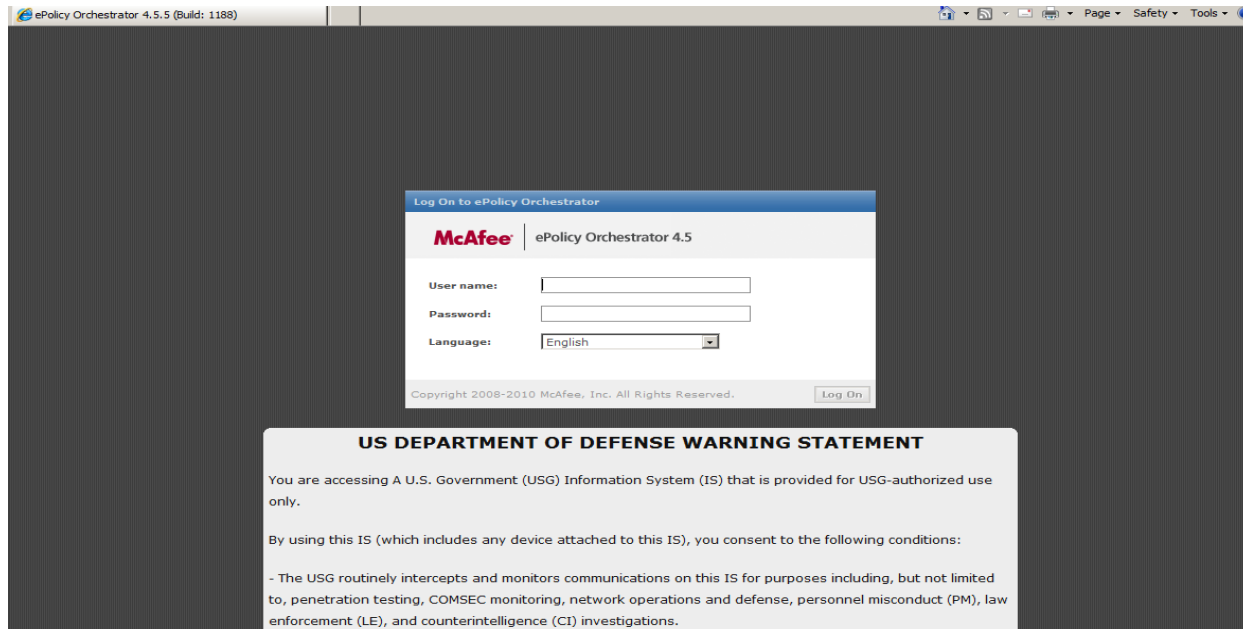 ePolicy Orchestrator 4.5.5 (Build: 1188)
Page Safety Tools
Log On to ePolicy Orchestrator
McAfee ePolicy Orchestrator 4.5
User name:
Password:
Language: English
Copyright 2008-2010 McAfee, Inc. All Rights Reserved. Log On
US DEPARTMENT OF DEFENSE WARNING STATEMENT
You are accessing A U.S. Government (USG) Information System (IS) that is provided for USG-authorized use
only.
By using this IS (which includes any device attached to this IS), you consent to the following conditions:
- The USG routinely intercepts and monitors communications on this IS for purposes including, but not limited
to, penetration testing, COMSEC monitoring, network operations and defense, personnel misconduct (PM), law
enforcement (LE), and counterintelligence (CI) investigations.